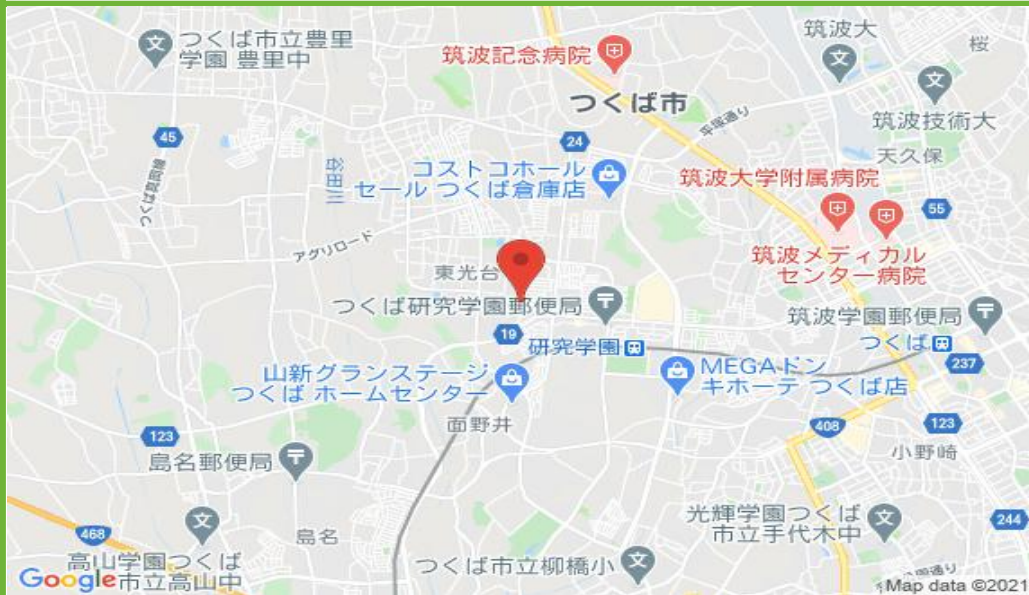 つくば市立豊里
学園 豊里中
筑波記念病院
筑波大
桜
つくば市
平塚通り
筑波技術大
45
24
天久保
谷田川
コストコホール
セール つくば倉庫店
筑波大学附属病院
つくば真岡線
55
アグリロード
筑波メディカル
センター病院
東光台
つくば研究学園郵便局
筑波学園郵便局
19
研究学園
つくば
237
山新グランステージ
つくば ホームセンター
MEGAドン
キホーテ つくば店
面野井
408
123
123
小野崎
島名郵便局
光輝学園つくば
市立手代木中
244
468
島名
高山学園つくば
市立高山中
つくば市立柳橋小
Google
Map data ©2021